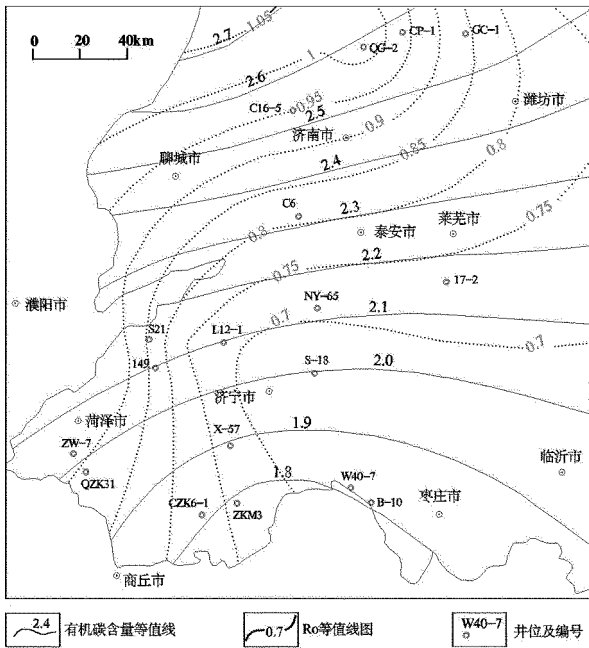 0 20 40km
2.7
1.05
CP-1
GC-1
QG-2
1
2.6
C16-5
0.95
潍坊市
2.5
0.9
济南市
聊城市
2.4
0.85
0.8
C6
2.3
0.8
泰安市
莱芜市
0.75
2.2
0.75
17-2
濮阳市
NY-65
0.7
2.1
S21
L12-1
0.7
149
S-18
2.0
济宁市
菏泽市
1.9
X-57
ZW-7
QZK31
临沂市
1.8
W40-7
CZK6-1
ZKM3
B-10
枣庄市
商丘市
2.4 有机碳含量等值线
0.7 Ro等值线图
W40-7 井位及编号